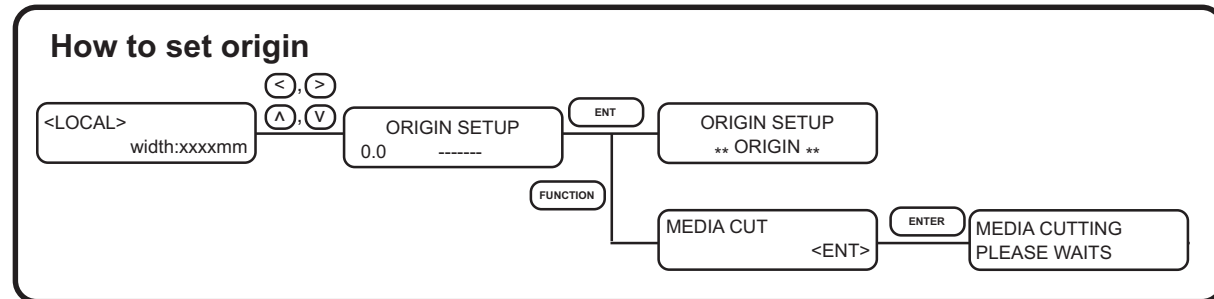 How to set origin
<,>
<LOCAL>
width:xxxxmm
∧,∨
ORIGIN SETUP
0.0 -------
ENT
ORIGIN SETUP
** ORIGIN **
FUNCTION
MEDIA CUT
<ENT>
ENTER
MEDIA CUTTING
PLEASE WAITS